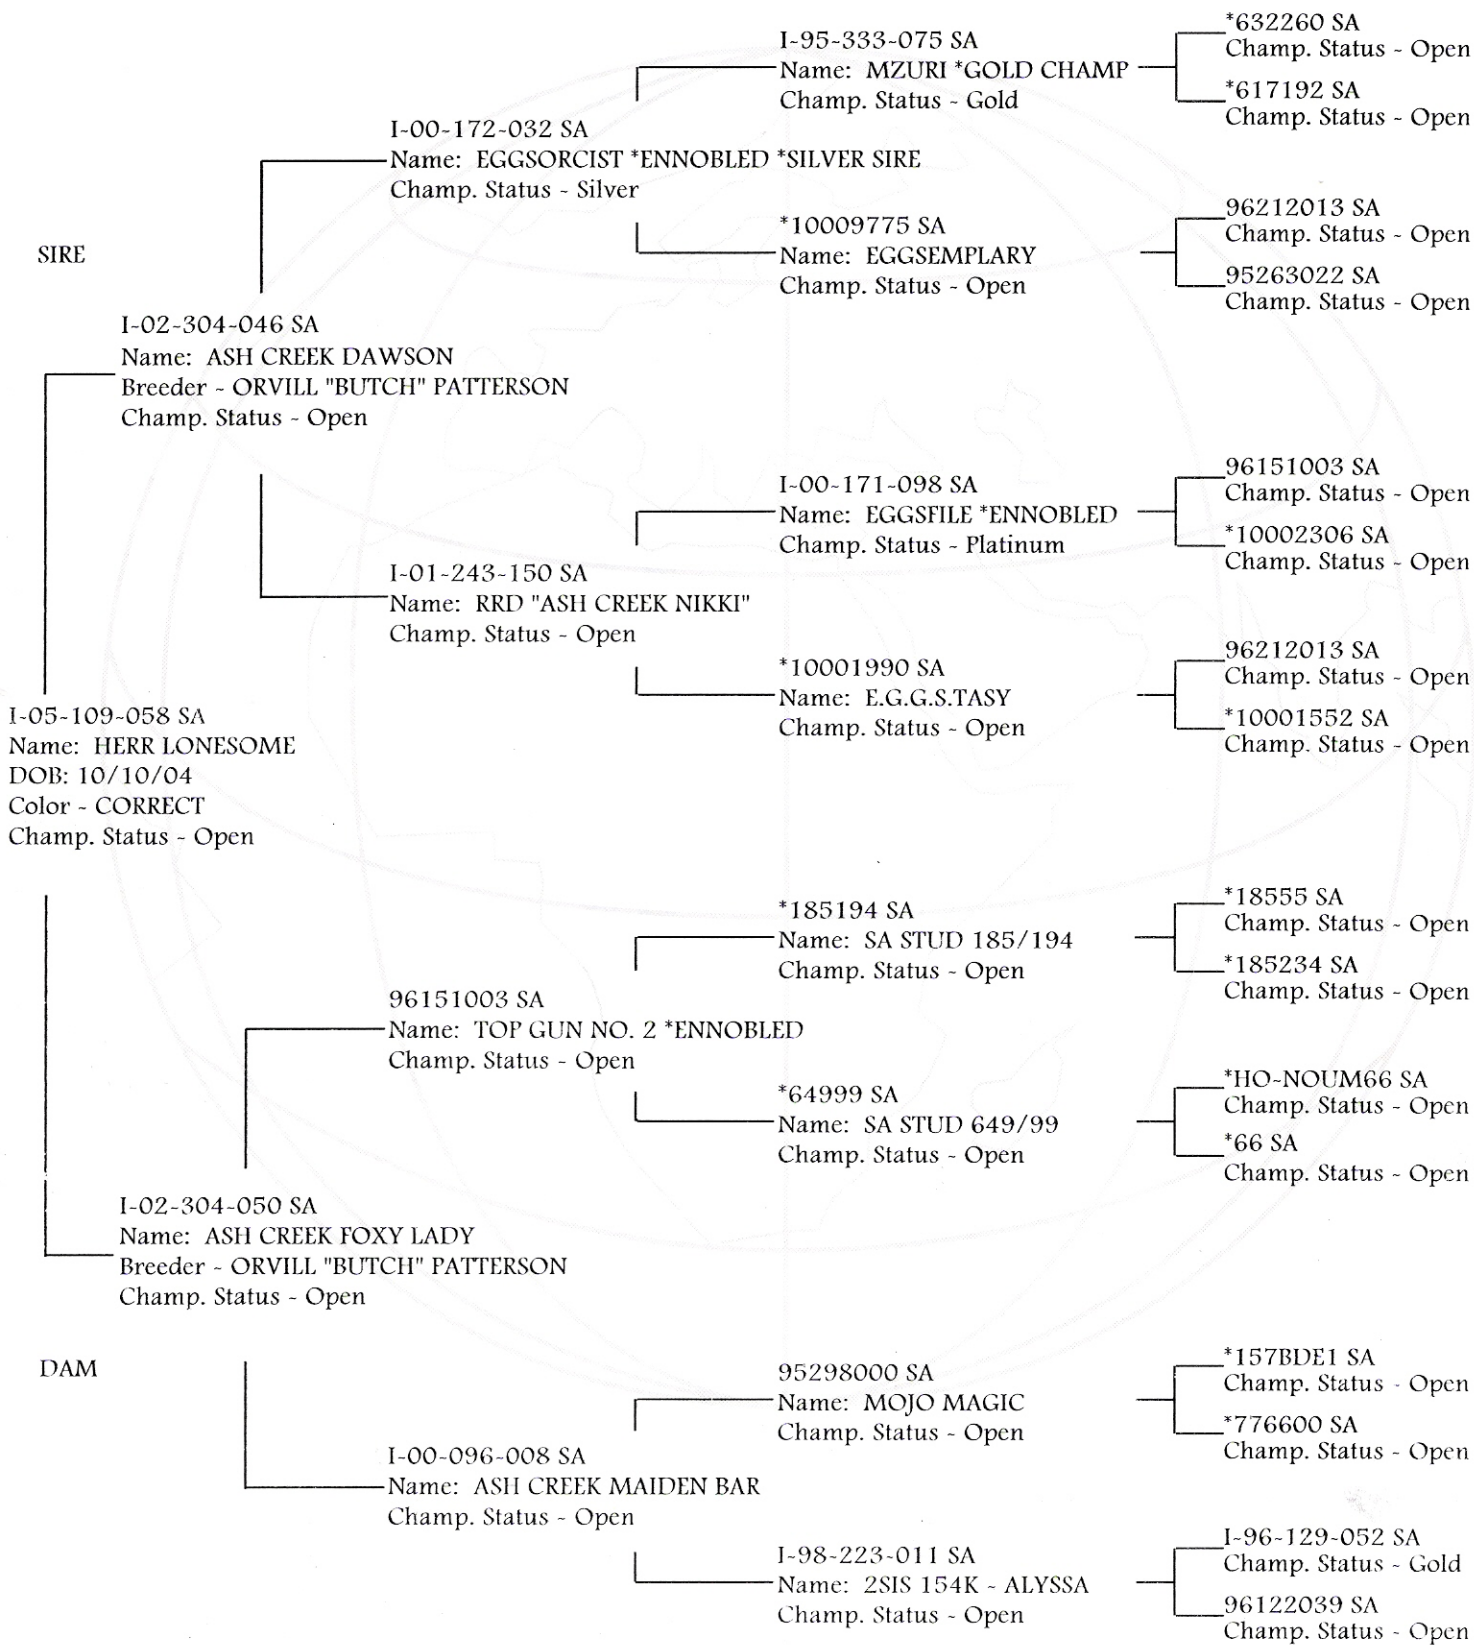 *632260 SA
Champ. Status - Open
I-95-333-075 SA
Name: MZURI *GOLD CHAMP
Champ. Status - Gold
*617192 SA
Champ. Status - Open
I-00-172-032 SA
Name: EGGSORCIST *ENNOBLED *SILVER SIRE
Champ. Status - Silver
96212013 SA
Champ. Status - Open
*10009775 SA
Name: EGGSEMPLARY
Champ. Status - Open
95263022 SA
Champ. Status - Open
SIRE
I-02-304-046 SA
Name: ASH CREEK DAWSON
Breeder - ORVILL "BUTCH" PATTERSON
Champ. Status - Open
96151003 SA
Champ. Status - Open
I-00-171-098 SA
Name: EGGSFILE *ENNOBLED
Champ. Status - Platinum
*10002306 SA
Champ. Status - Open
I-01-243-150 SA
Name: RRD "ASH CREEK NIKKI"
Champ. Status - Open
96212013 SA
Champ. Status - Open
*10001990 SA
Name: E.G.G.S.TASY
Champ. Status - Open
*10001552 SA
Champ. Status - Open
I-05-109-058 SA
Name: HERR LONESOME
DOB: 10/10/04
Color - CORRECT
Champ. Status - Open
*18555 SA
Champ. Status - Open
*185194 SA
Name: SA STUD 185/194
Champ. Status - Open
*185234 SA
Champ. Status - Open
96151003 SA
Name: TOP GUN NO. 2 *ENNOBLED
Champ. Status - Open
*HO-NOUM66 SA
Champ. Status - Open
*64999 SA
Name: SA STUD 649/99
Champ. Status - Open
*66 SA
Champ. Status - Open
I-02-304-050 SA
Name: ASH CREEK FOXY LADY
Breeder - ORVILL "BUTCH" PATTERSON
Champ. Status - Open
DAM
*157BDE1 SA
Champ. Status - Open
95298000 SA
Name: MOJO MAGIC
Champ. Status - Open
*776600 SA
Champ. Status - Open
I-00-096-008 SA
Name: ASH CREEK MAIDEN BAR
Champ. Status - Open
I-96-129-052 SA
Champ. Status - Gold
I-98-223-011 SA
Name: 2SIS 154K - ALYSSA
Champ. Status - Open
96122039 SA
Champ. Status - Open